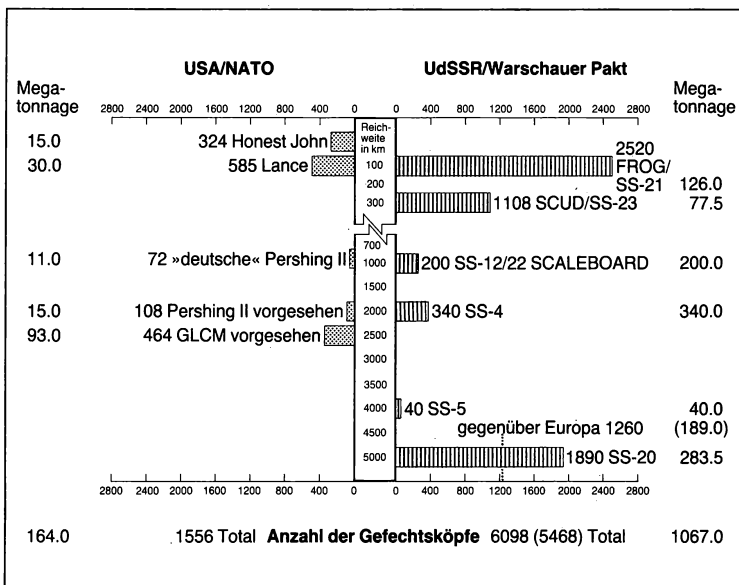 USA/NATO UdSSR/Warschauer Pakt
Mega-
tonnage
Mega-
tonnage
2800 2400 2000 1600 1200 800 400 0
0 400 800 1200 1600 2000 2400 2800
Reich-
weite
in km
15.0 324 Honest John
30.0 585 Lance 100 2520
FROG/
SS-21 126.0
200
300 1108 SCUD/SS-23 77.5
700
11.0 72 »deutsche« Pershing II 1000 200 SS-12/22 SCALEBOARD 200.0
1500
15.0 108 Pershing II vorgesehen 2000 340 SS-4 340.0
93.0 464 GLCM vorgesehen 2500
3000
3500
4000 40 SS-5 40.0
4500 gegenüber Europa 1260 (189.0)
5000 1890 SS-20 283.5
2800 2400 2000 1600 1200 800 400 0
0 400 800 1200 1600 2000 2400 2800
164.0 1556 Total Anzahl der Gefechtsköpfe 6098 (5468) Total 1067.0